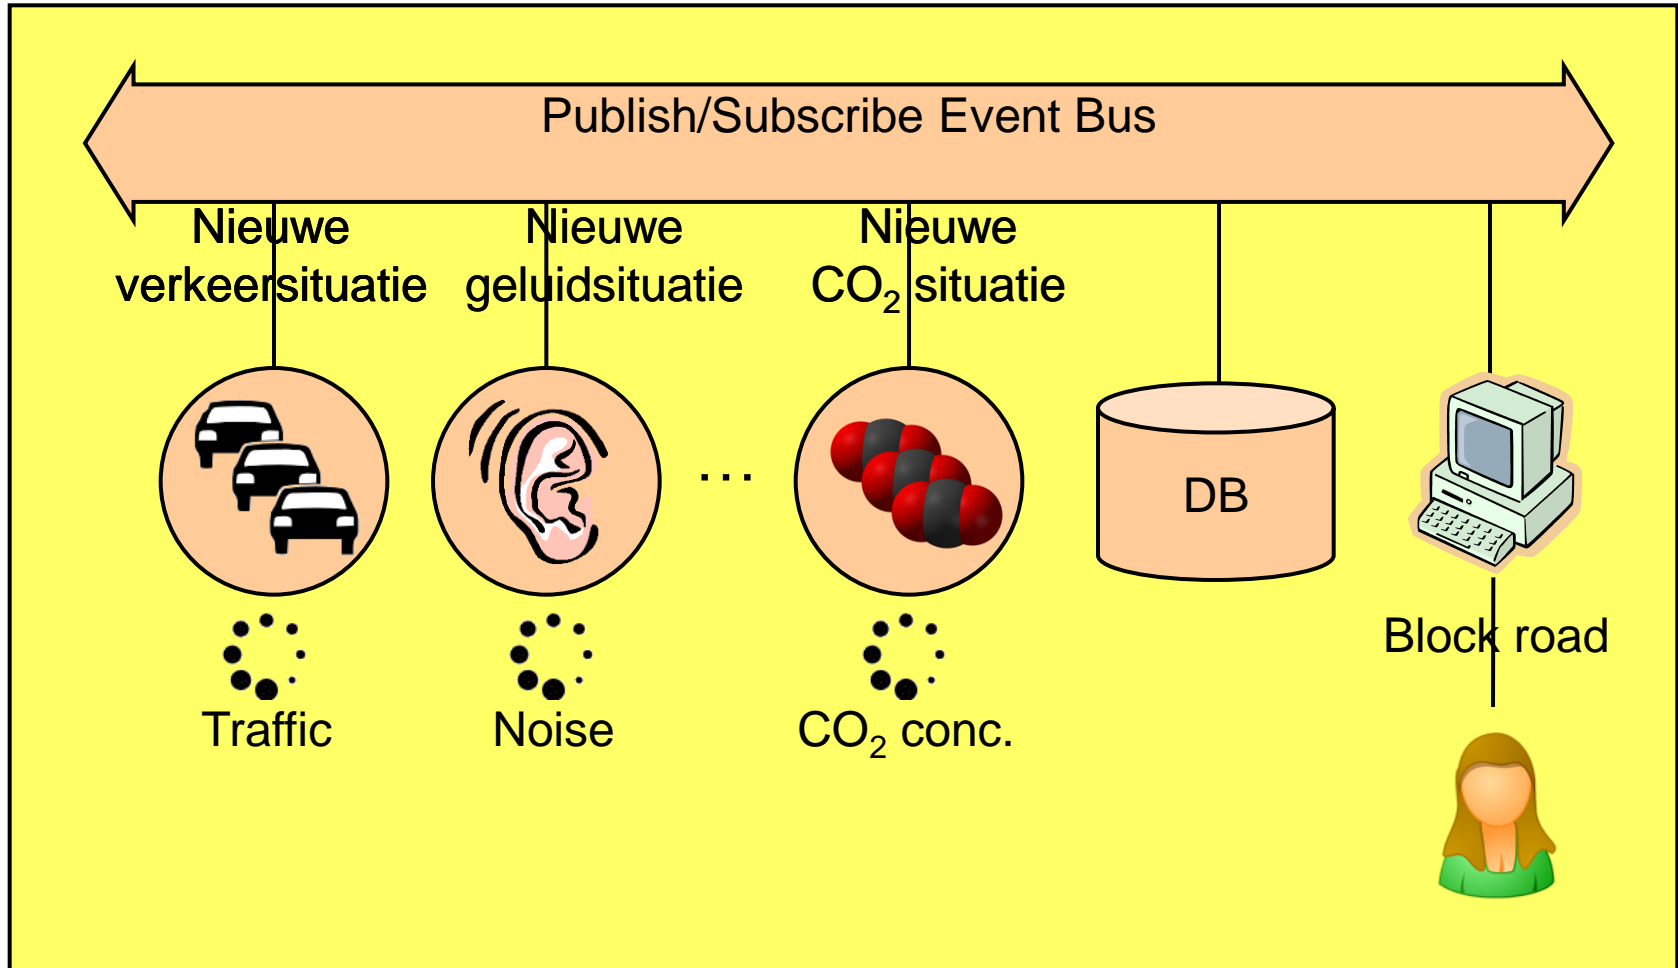 Publish/Subscribe Event Bus
Nieuwe
verkeersituatie
Nieuwe
geluidsituatie
Nieuwe
CO₂ situatie
...
DB
Block road
Traffic
Noise
CO₂ conc.